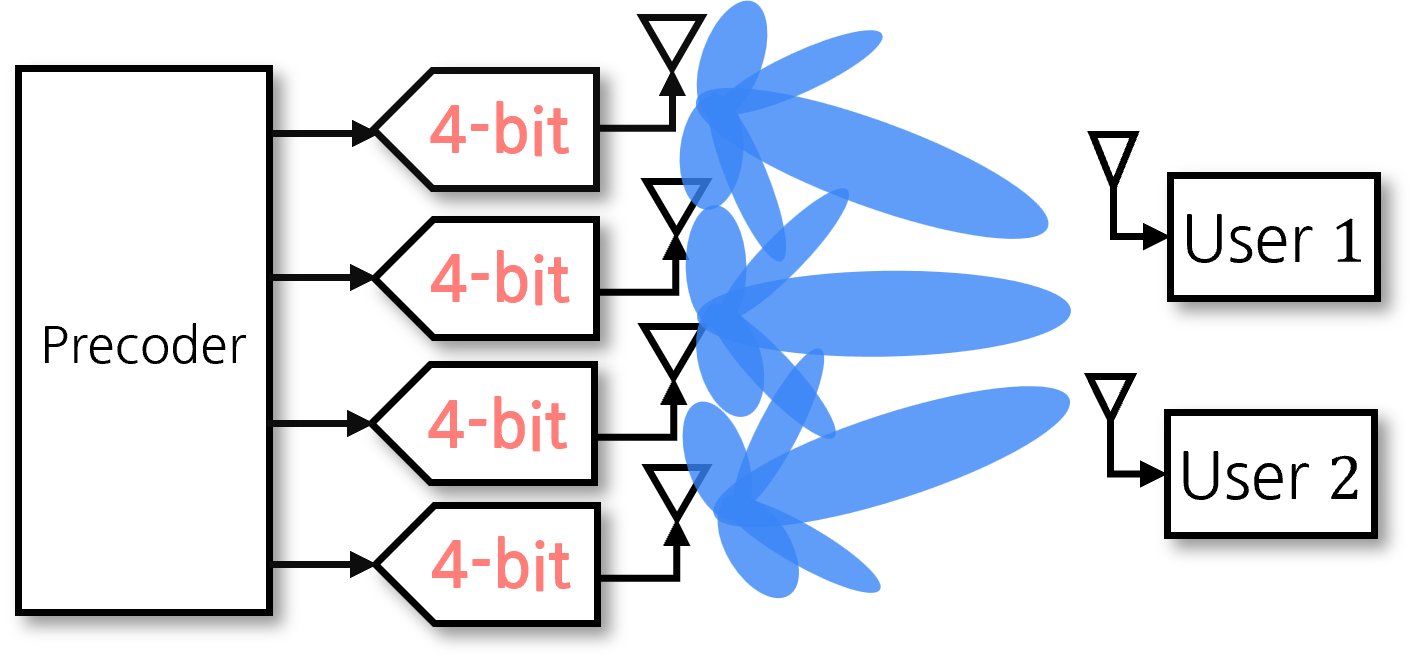 4-bit
4-bit
Precoder
4-bit
4-bit
User 1
User 2